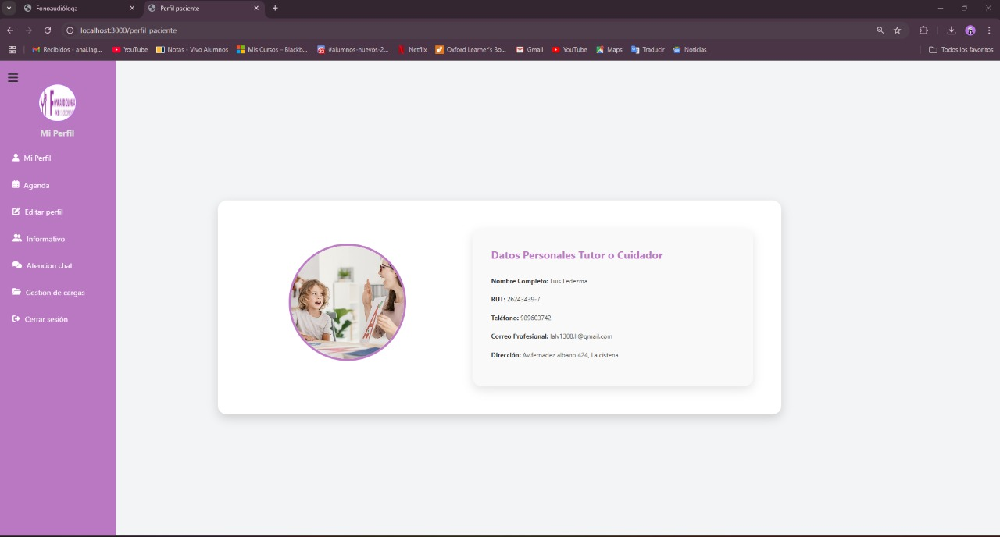 Fonoaudióloga
Perfil paciente
localhost:3000/perfil_paciente
Recibidos - anai.lag...
YouTube
Notas - Vivo Alumnos
Mis Cursos – Blackb...
#alumnos-nuevos-2...
Netflix
Oxford Learner's Bo...
Gmail
YouTube
Maps
Traducir
Noticias
Todos los favoritos
FONOAUDIOLOGIA
Mi Perfil
Mi Perfil
Agenda
Editar perfil
Informativo
Atencion chat
Gestion de cargas
Cerrar sesión
Datos Personales Tutor o Cuidador
Nombre Completo: Luis Ledezma
RUT: 26243439-7
Teléfono: 989603742
Correo Profesional: lalv1308.ll@gmail.com
Dirección: Av.fernadez albano 424, La cistena